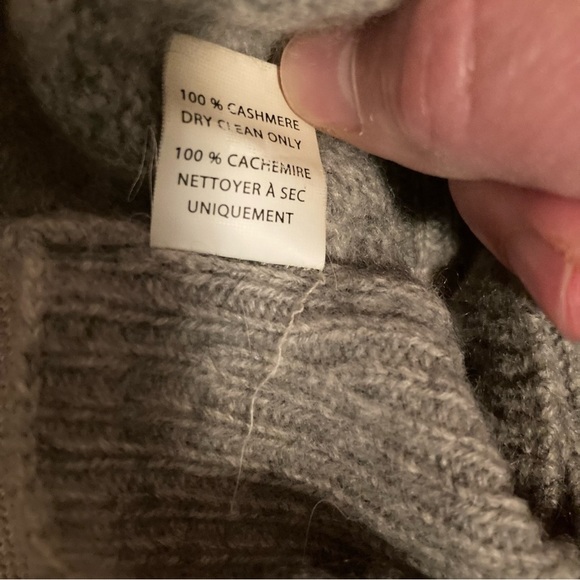 100 % CASHMERE
DRY CLEAN ONLY
100 % CACHEMIRE
NETTOYER À SEC
UNIQUEMENT